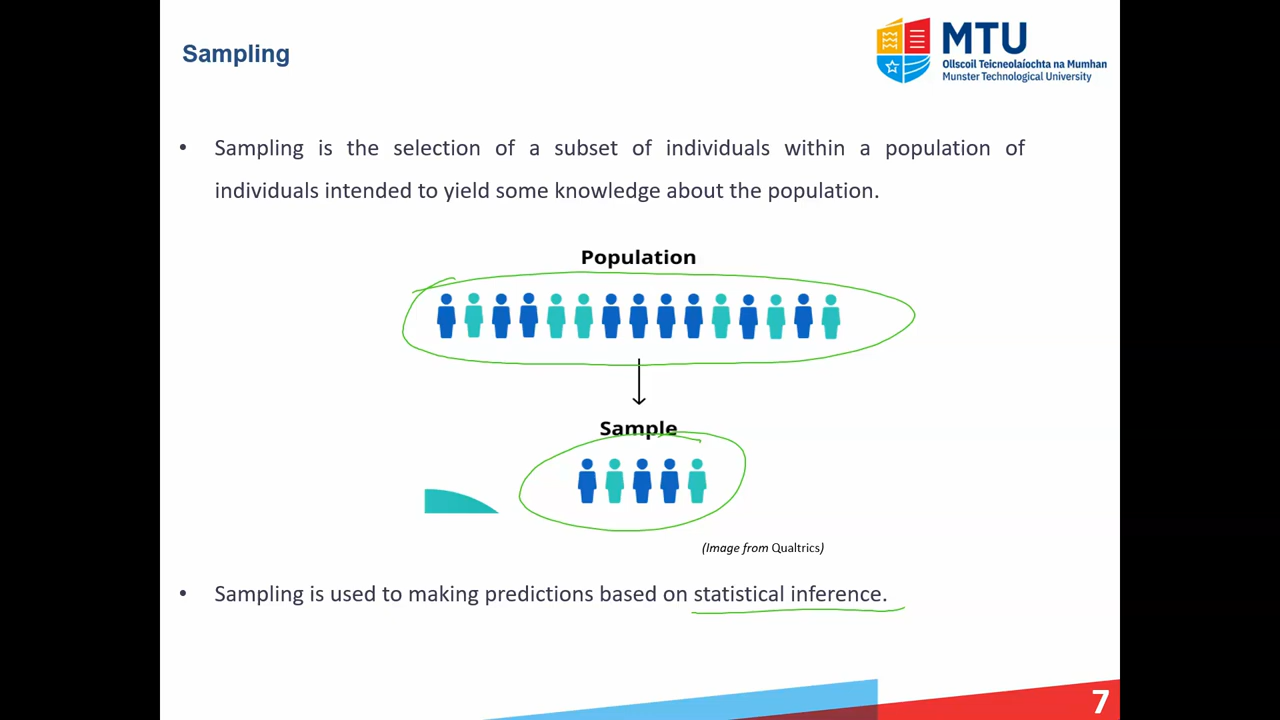 Sampling
MTU
Ollscoil Teicneolaíochta na Mumhan
Munster Technological University
• Sampling is the selection of a subset of individuals within a population of
individuals intended to yield some knowledge about the population.
Population
Sample
(Image from Qualtrics)
• Sampling is used to making predictions based on statistical inference.
7